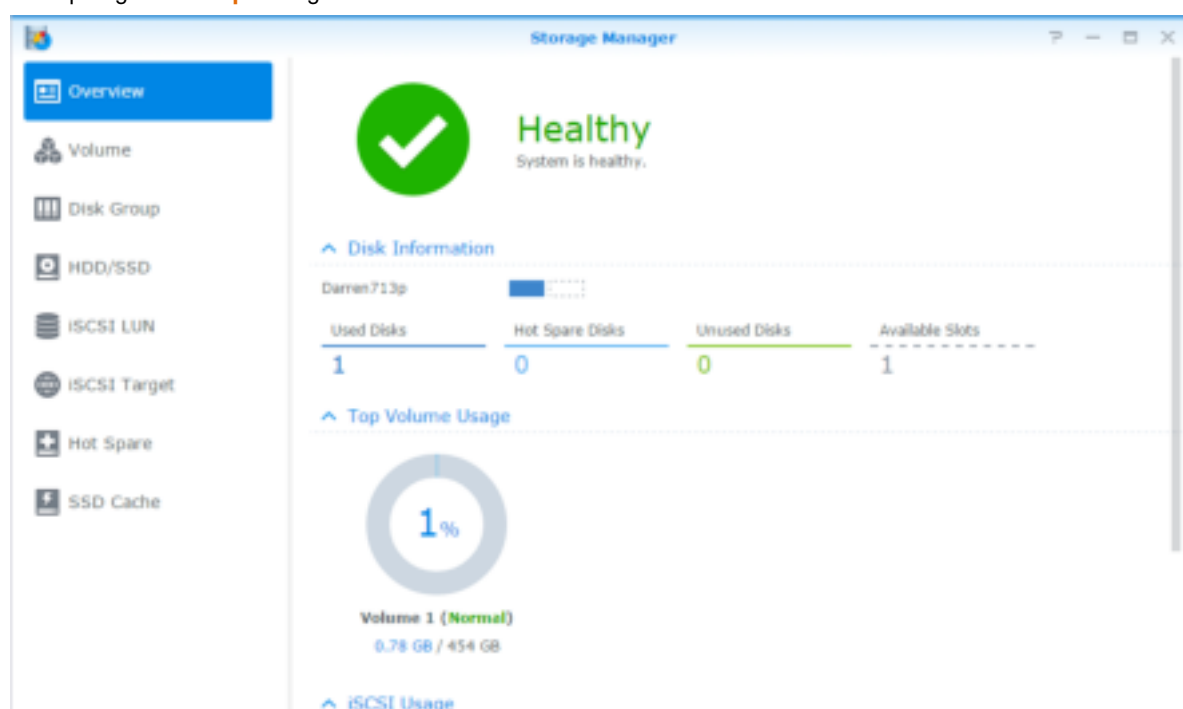 Storage Manager
Overview
Volume
Disk Group
HDD/SSD
iSCSI LUN
iSCSI Target
Hot Spare
SSD Cache
Healthy
System is healthy.
Disk Information
Darren713p
Used Disks Hot Spare Disks Unused Disks Available Slots
1 0 0 1
Top Volume Usage
1%
Volume 1 (Normal)
0.78 GB / 454 GB
iSCSI Usage